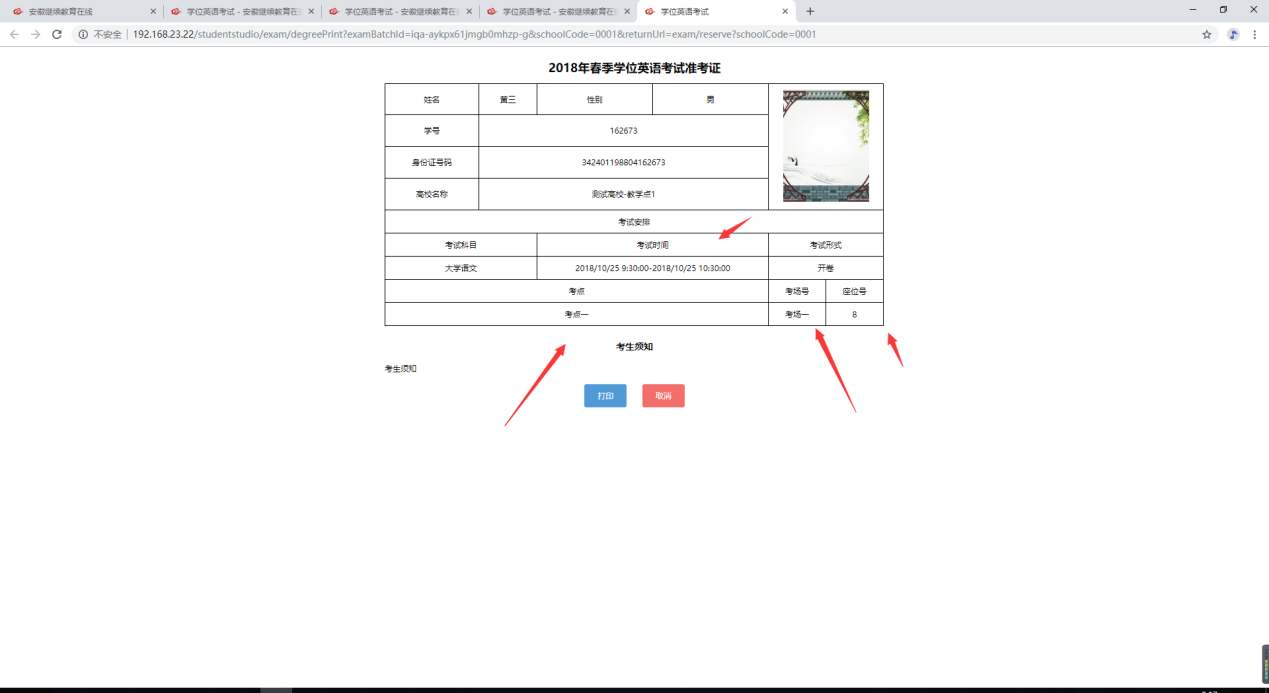 安徽继续教育在线
学位英语考试 - 安徽继续教育在
学位英语考试 - 安徽继续教育在
学位英语考试 - 安徽继续教育在
学位英语考试
不安全 192.168.23.22/studentstudio/exam/degreePrint?examBatchId=iqa-aykpx61jmgb0mhzp-g&schoolCode=0001&returnUrl=exam/reserve?schoolCode=0001
2018年春季学位英语考试准考证
姓名 第三 性别 男
学号 162673
身份证号码 342401198804162673
高校名称 测试高校-教学点1
考试安排
考试科目 考试时间 考试形式
大学语文 2018/10/25 9:30:00-2018/10/25 10:30:00 开卷
考点 考场号 座位号
考点一 考场一 8
考生须知
考生须知
打印 取消